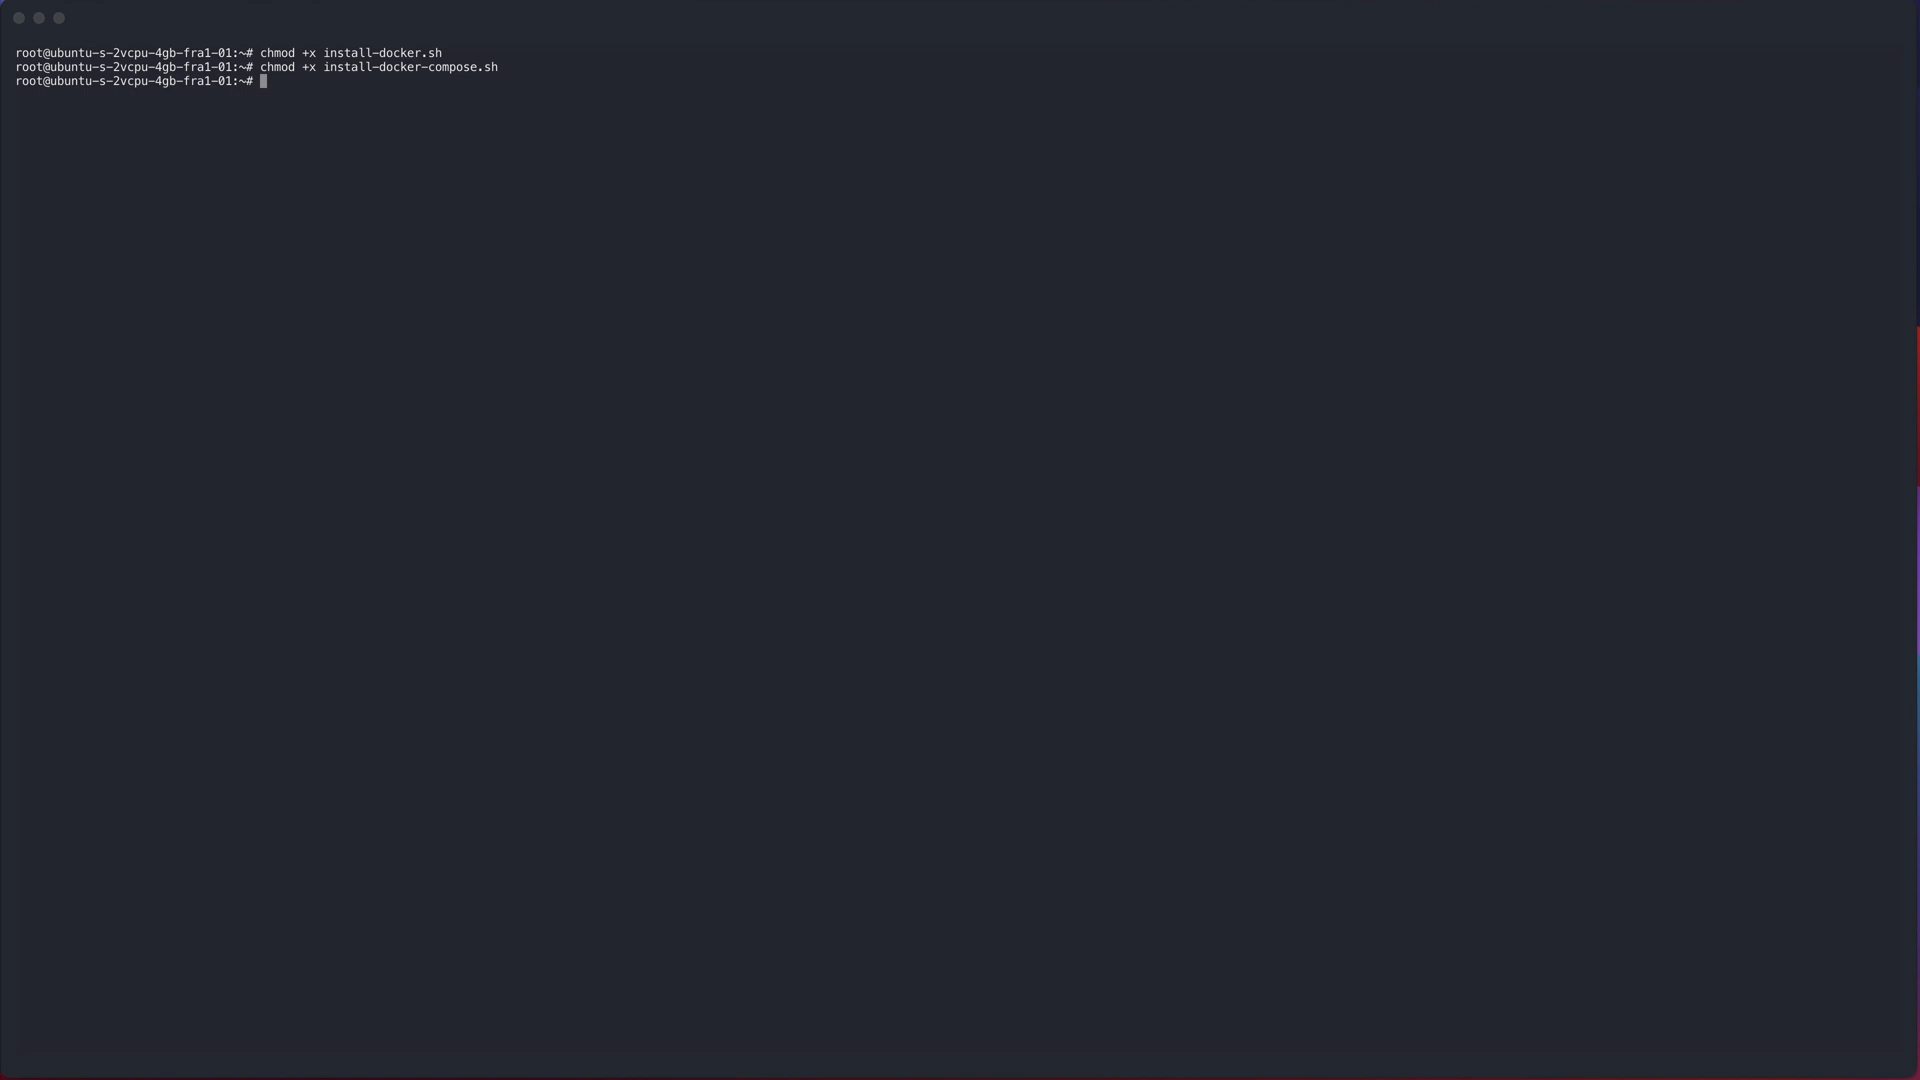 root@ubuntu-s-2vcpu-4gb-fra1-01:~# chmod +x install-docker.sh
root@ubuntu-s-2vcpu-4gb-fra1-01:~# chmod +x install-docker-compose.sh
root@ubuntu-s-2vcpu-4gb-fra1-01:~#